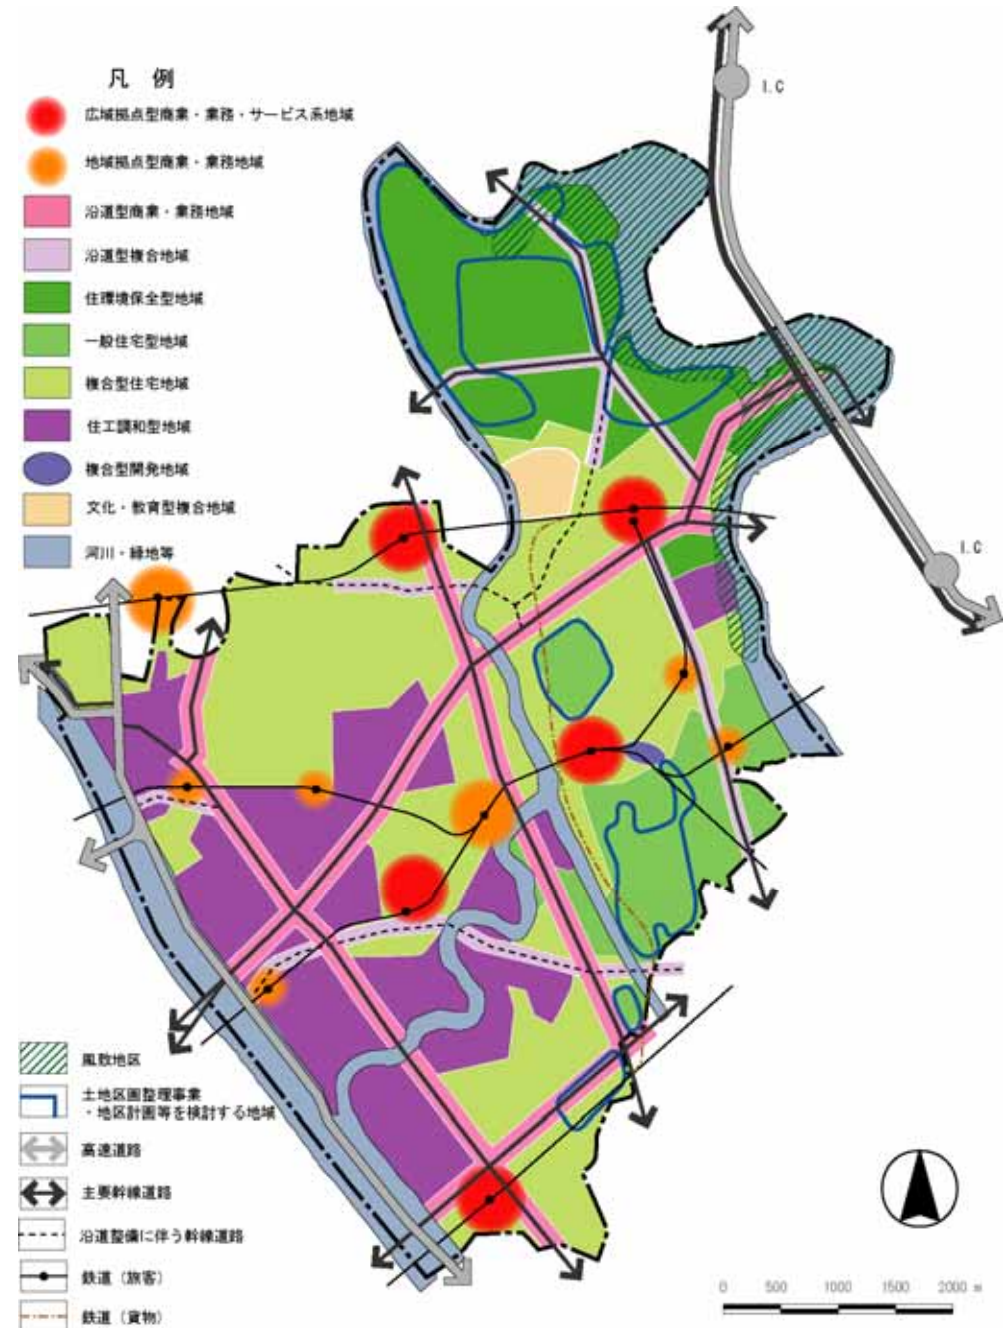 凡 例
広域拠点型商業・業務・サービス系地域
地域拠点型商業・業務地域
沿道型商業・業務地域
沿道型複合地域
住環境保全型地域
一般住宅型地域
複合型住宅地域
住工調和型地域
複合型開発地域
文化・教育型複合地域
河川・緑地等
I.C
I.C
風致地区
土地区画整理事業
・地区計画等を検討する地域
高速道路
主要幹線道路
沿道整備に伴う幹線道路
鉄道（旅客）
鉄道（貨物）
0 500 1000 1500 2000 m